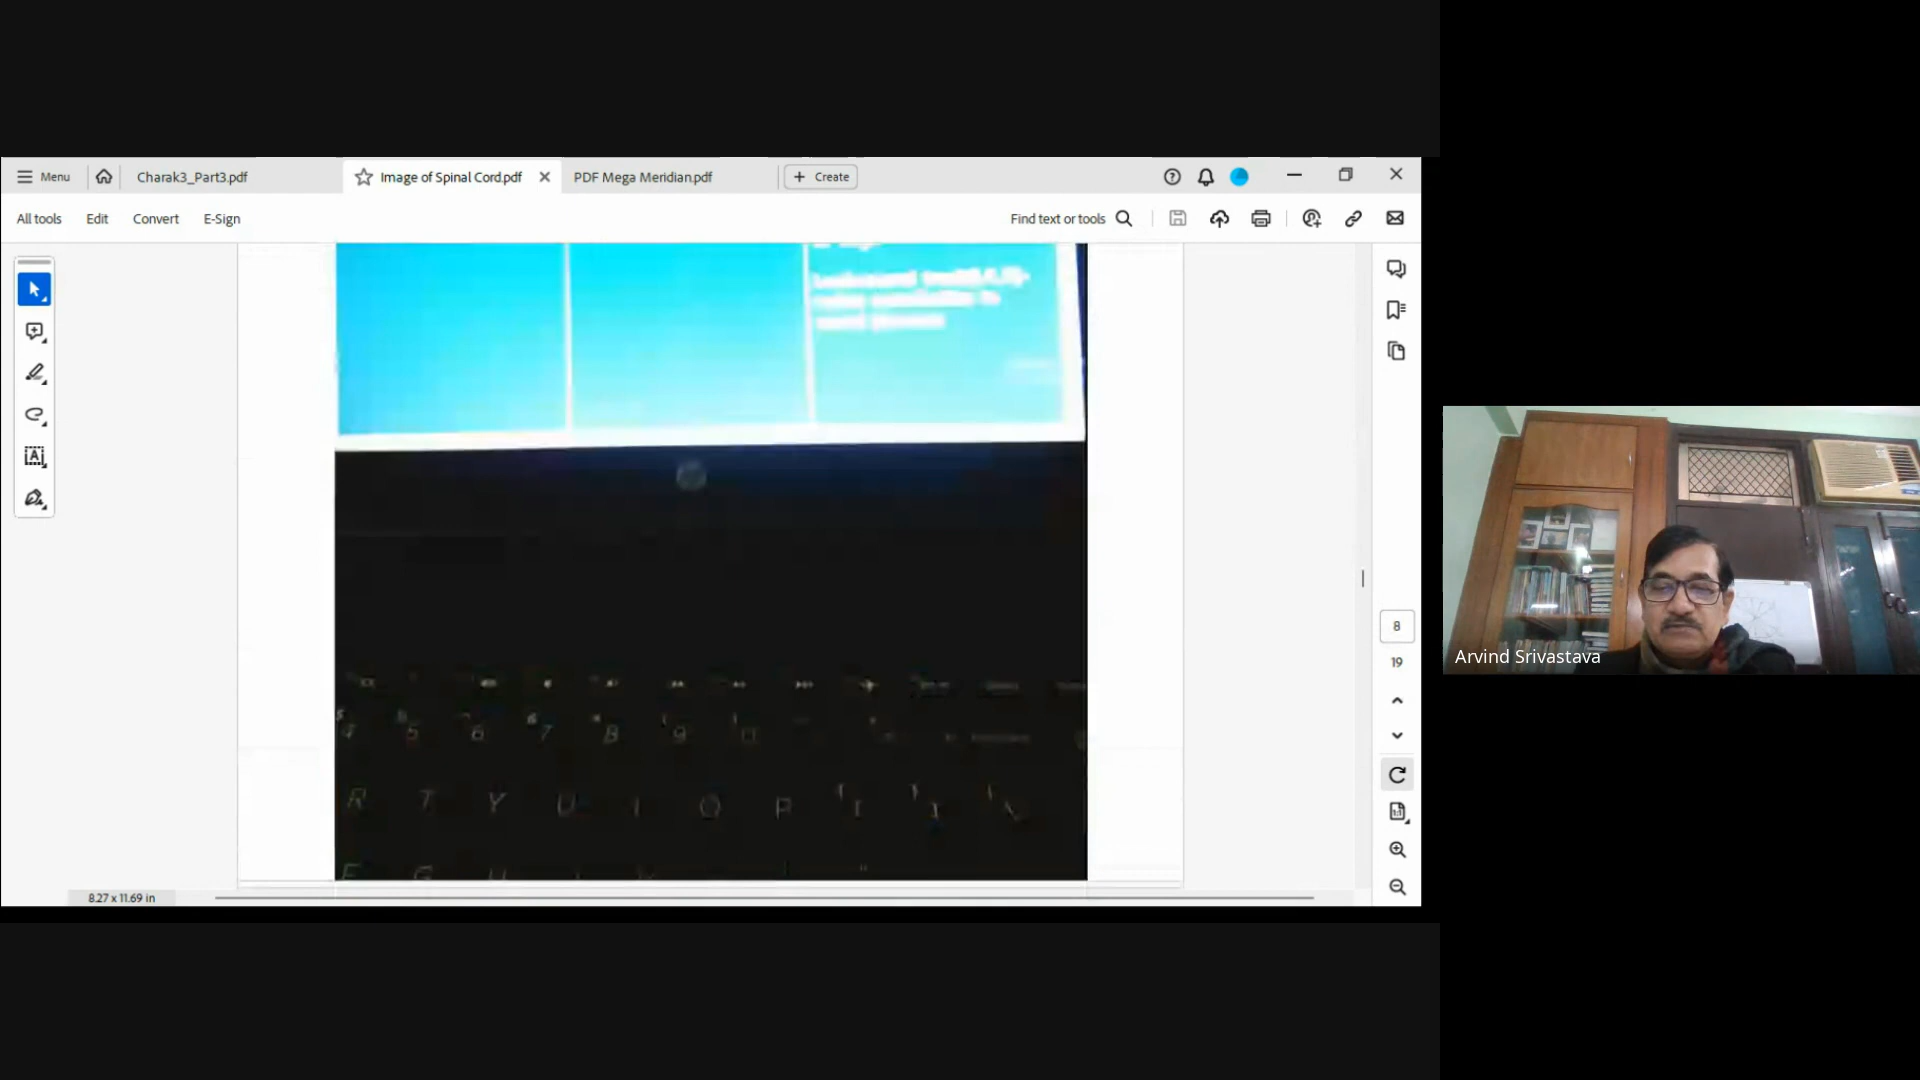 Menu
Charak3_Part3.pdf
Image of Spinal Cord.pdf
PDF Mega Meridian.pdf
Create
All tools
Edit
Convert
E-Sign
Find text or tools
8
19
8.27 x 11.69 in
R T Y U I O P
Arvind Srivastava